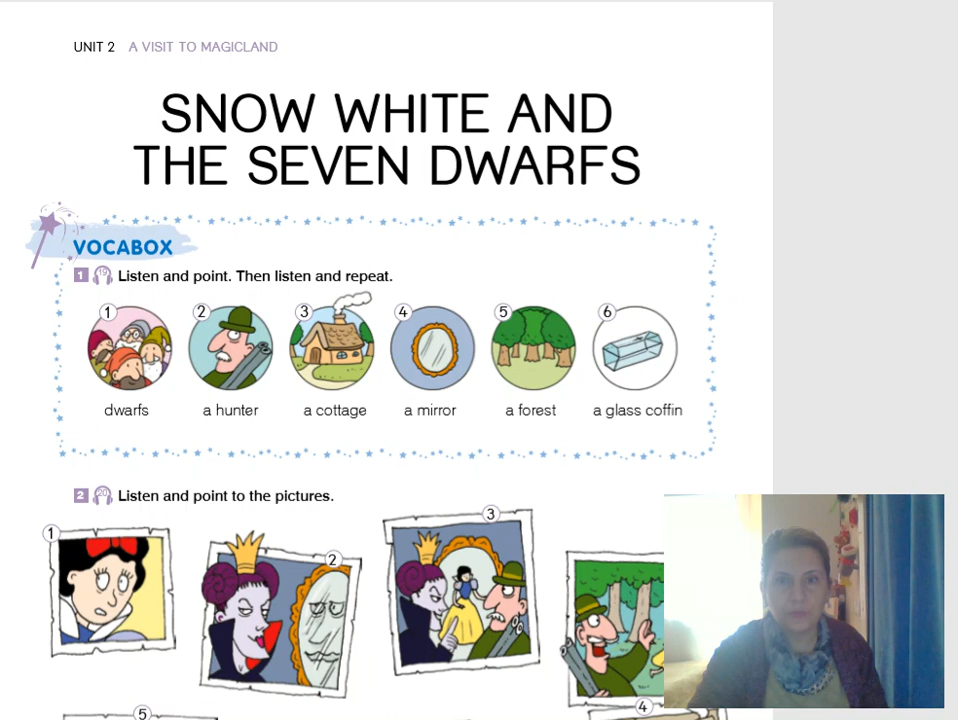 UNIT 2 A VISIT TO MAGICLAND
SNOW WHITE AND
THE SEVEN DWARFS
VOCABOX
1 19 Listen and point. Then listen and repeat.
1 2 3 4 5 6
dwarfs a hunter a cottage a mirror a forest a glass coffin
2 20 Listen and point to the pictures.
1 2 3
5 4